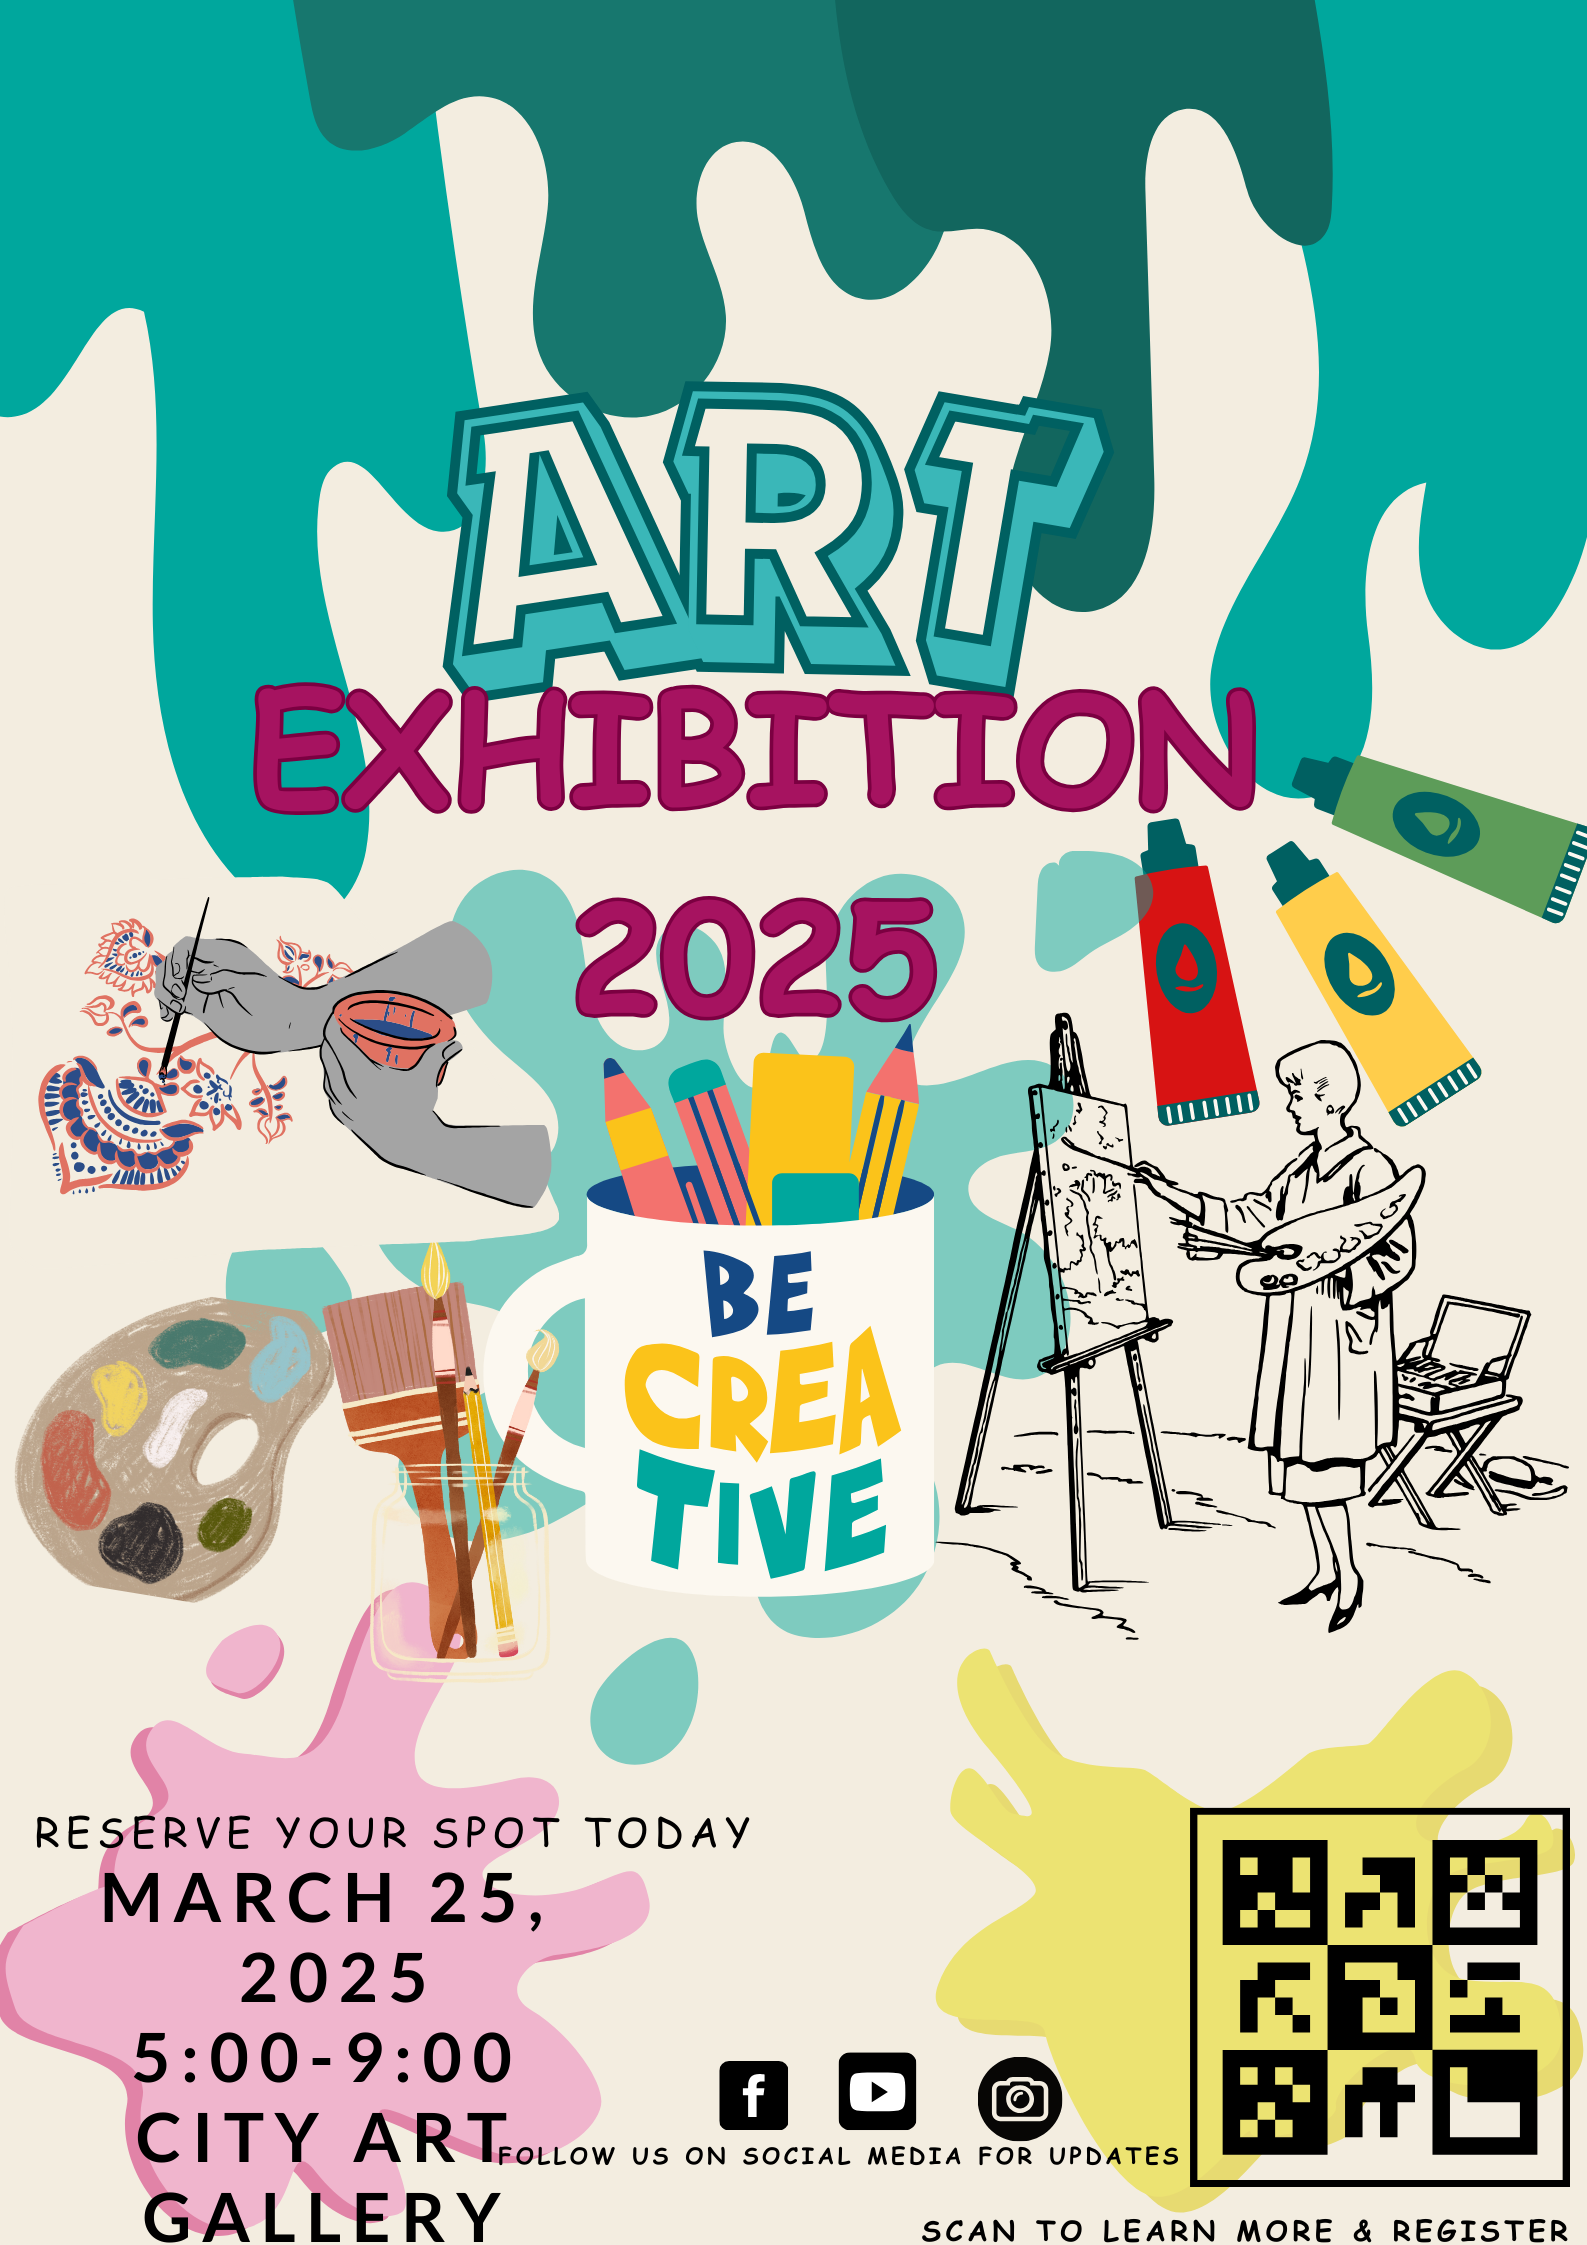 ART
EXHIBITION
2025
BE
CREA
TIVE
RESERVE YOUR SPOT TODAY
MARCH 25,
2025
5:00-9:00
CITY ART
GALLERY
f
FOLLOW US ON SOCIAL MEDIA FOR UPDATES
SCAN TO LEARN MORE & REGISTER